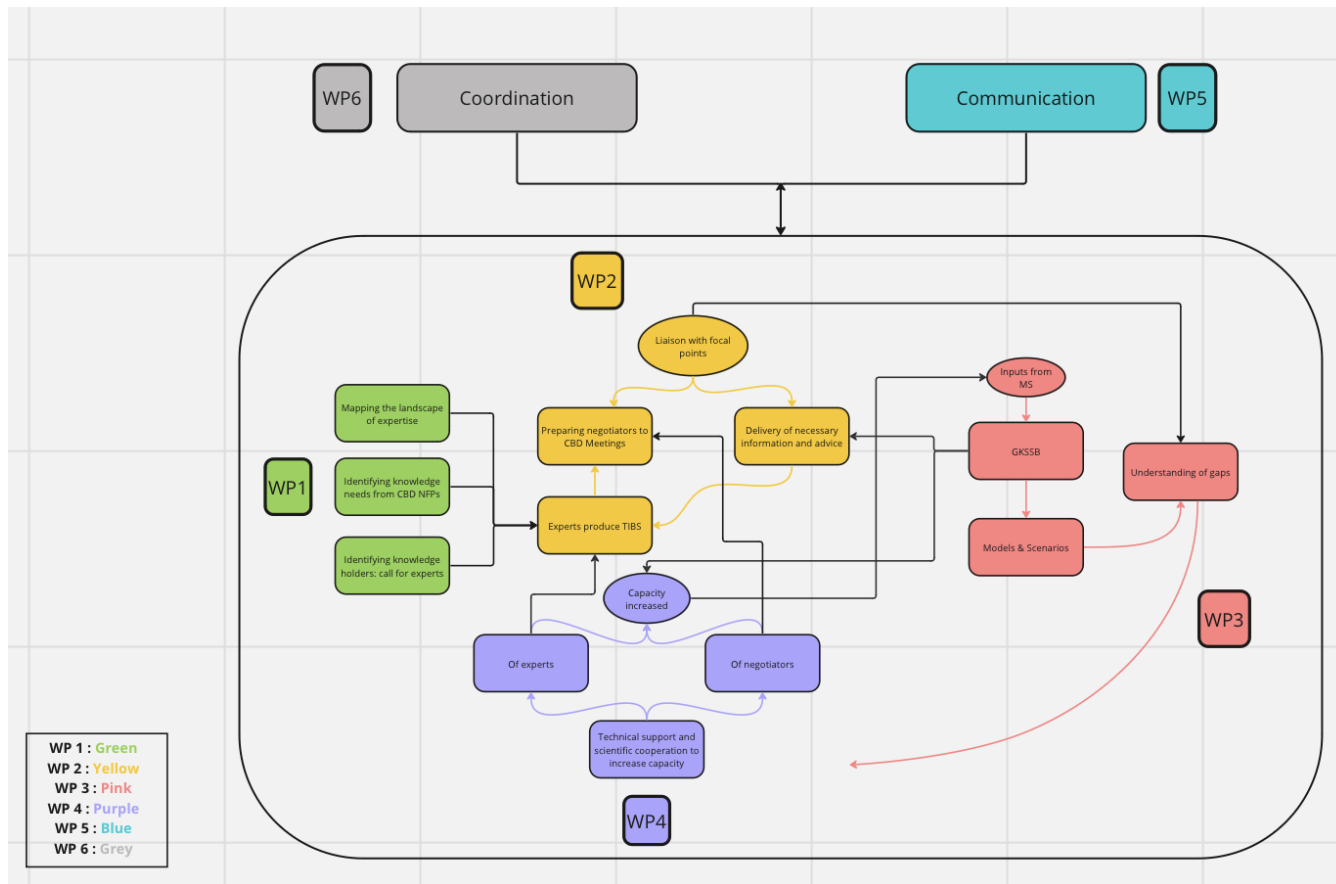 WP6
Coordination
Communication
WP5
WP2
Liaison with focal
points
Inputs from
MS
Mapping the landscape
of expertise
Preparing negotiators to
CBD Meetings
Delivery of necessary
information and advice
GKSSB
Understanding of gaps
WP1
Identifying knowledge
needs from CBD NFPs
Experts produce TIBS
Models & Scenarios
Identifying knowledge
holders: call for experts
Capacity
increased
WP3
Of experts
Of negotiators
Technical support and
scientific cooperation to
increase capacity
WP4
WP 1 : Green
WP 2 : Yellow
WP 3 : Pink
WP 4 : Purple
WP 5 : Blue
WP 6 : Grey